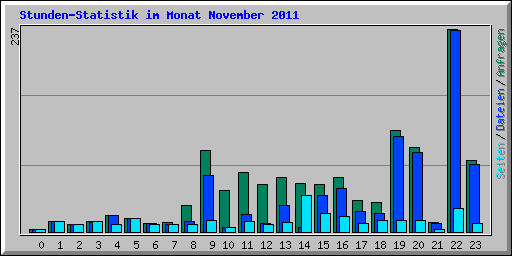 Stunden-Statistik im Monat November 2011
237
Seiten / Dateien / Anfragen
0 1 2 3 4 5 6 7 8 9 10 11 12 13 14 15 16 17 18 19 20 21 22 23